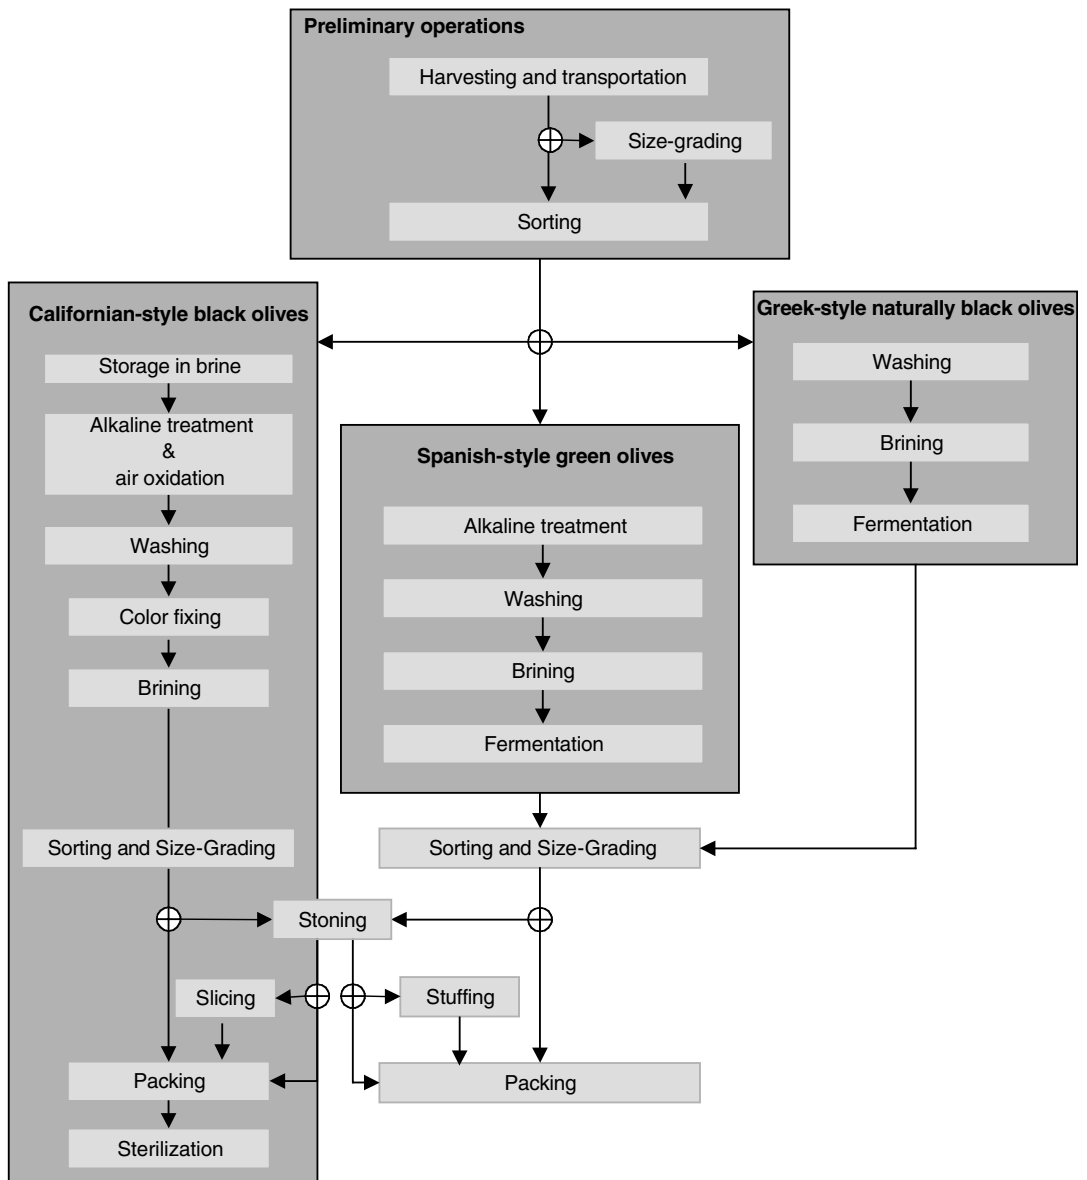 Preliminary operations
Harvesting and transportation
Size-grading
Sorting
Californian-style black olives
Storage in brine
Alkaline treatment
&
air oxidation
Washing
Color fixing
Brining
Sorting and Size-Grading
Spanish-style green olives
Alkaline treatment
Washing
Brining
Fermentation
Greek-style naturally black olives
Washing
Brining
Fermentation
Sorting and Size-Grading
Stoning
Slicing
Stuffing
Packing
Packing
Sterilization